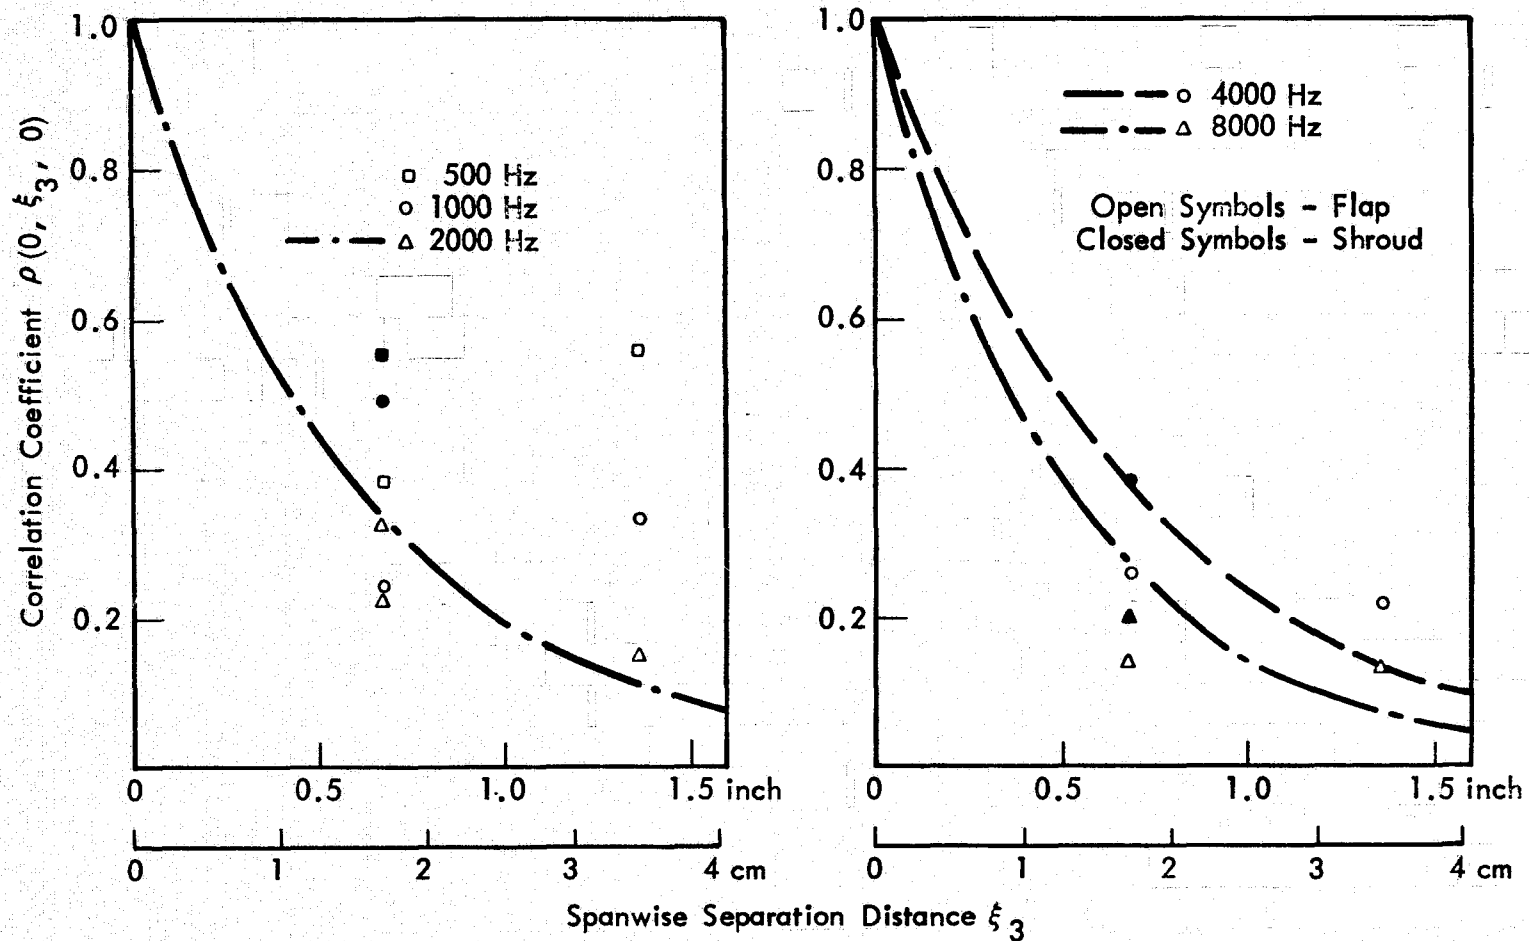 Correlation Coefficient ρ(0, ξ3, 0)
1.0
0.8
0.6
0.4
0.2
500 Hz
1000 Hz
2000 Hz
0 0.5 1.0 1.5 inch
0 1 2 3 4 cm
1.0
0.8
0.6
0.4
0.2
4000 Hz
8000 Hz
Open Symbols - Flap
Closed Symbols - Shroud
0 0.5 1.0 1.5 inch
0 1 2 3 4 cm
Spanwise Separation Distance ξ3